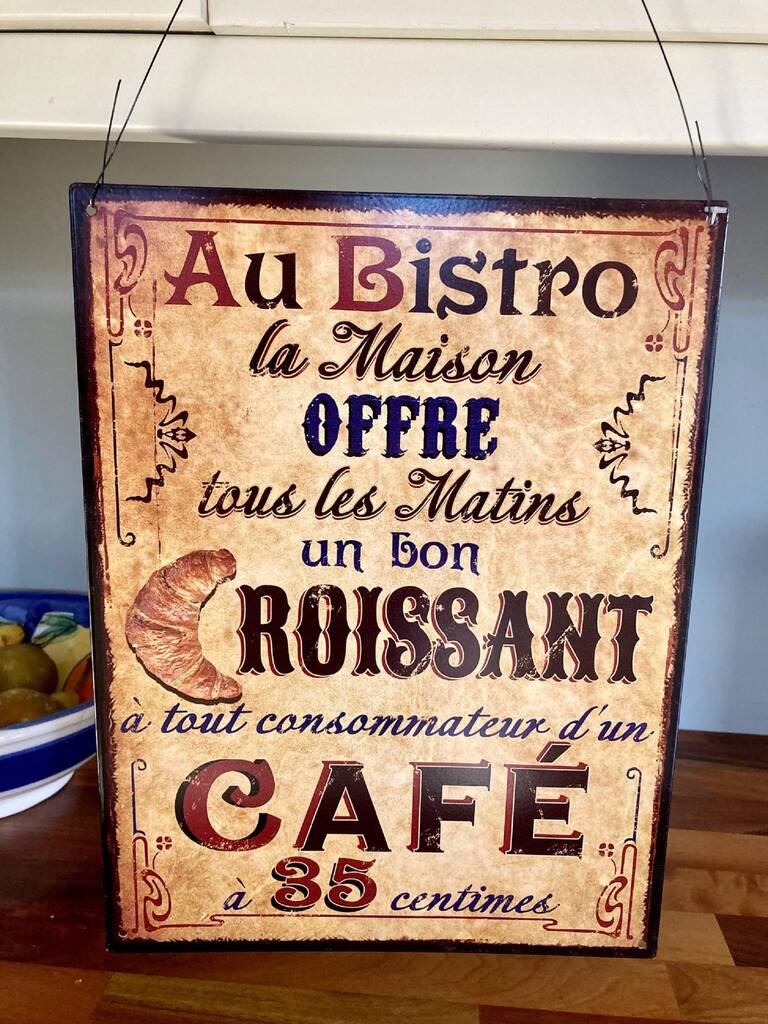 Au Bistro
la Maison
OFFRE
tous les Matins
un bon
CROISSANT
à tout consommateur d'un
CAFÉ
à 35 centimes